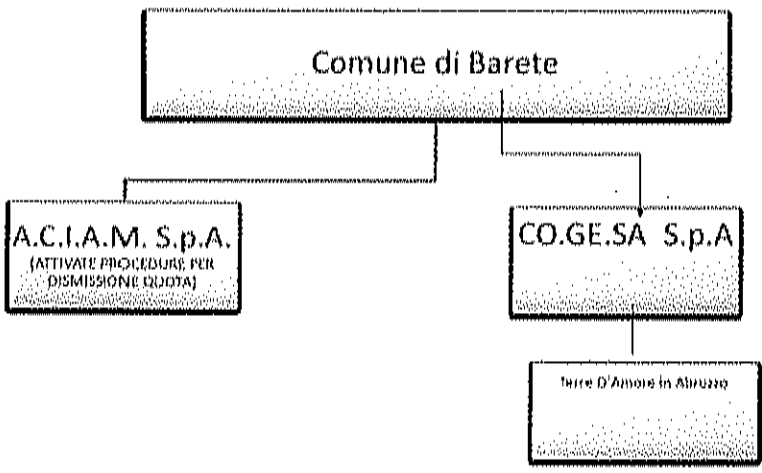 Comune di Barete
A.C.I.A.M. S.p.A.
(ATTIVATE PROCEDURE PER
DISMISSIONE QUOTA)
CO.GE.SA S.p.A
Terre D'Amore in Abruzzo